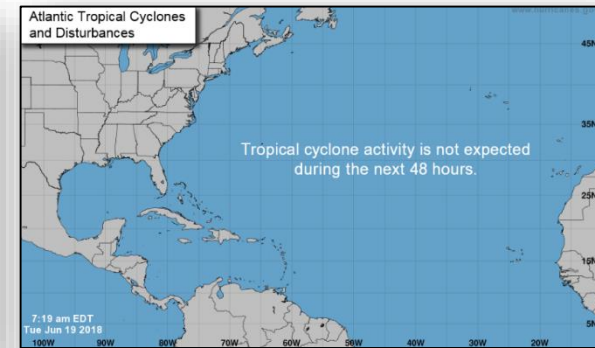 Atlantic Tropical Cyclones
and Disturbances
45N
35N
Tropical cyclone activity is not expected
during the next 48 hours.
25N
15N
7:19 am EDT
Tue Jun 19 2018
5N
100W 90W 80W 70W 60W 50W 40W 30W 20W